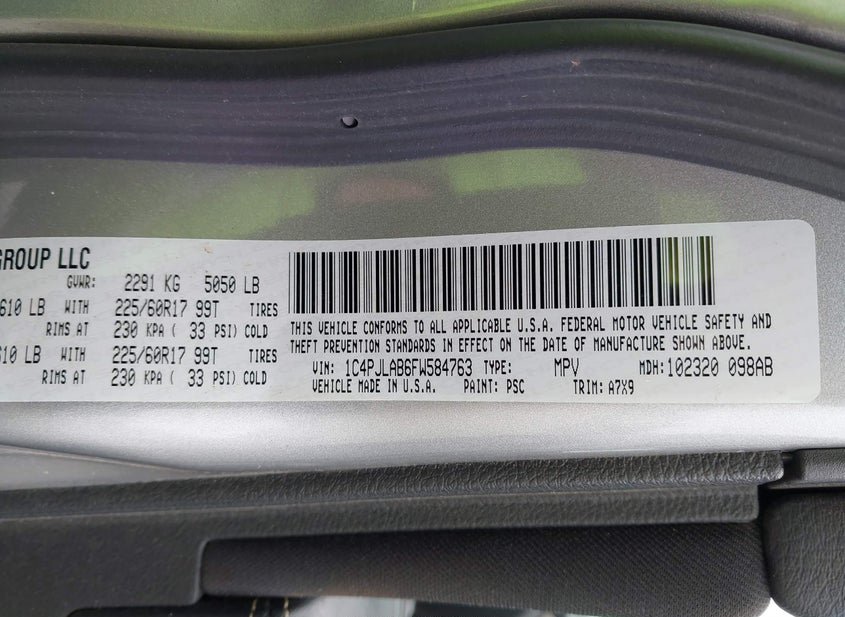 GROUP LLC
GVWR: 2291 KG 5050 LB
610 LB WITH 225/60R17 99T TIRES
RIMS AT 230 KPA ( 33 PSI) COLD
610 LB WITH 225/60R17 99T TIRES
RIMS AT 230 KPA ( 33 PSI) COLD
THIS VEHICLE CONFORMS TO ALL APPLICABLE U.S.A. FEDERAL MOTOR VEHICLE SAFETY AND
THEFT PREVENTION STANDARDS IN EFFECT ON THE DATE OF MANUFACTURE SHOWN ABOVE.
VIN: 1C4PJLAB6FW584763 TYPE: MPV MDH: 102320 098AB
VEHICLE MADE IN U.S.A. PAINT: PSC TRIM: A7X9